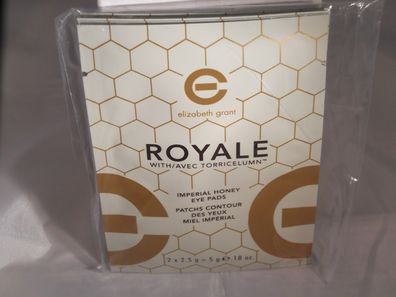 elizabeth grant
ROYALE
WITH/AVEC TORRICELUMN™
IMPERIAL HONEY
EYE PADS
PATCHS CONTOUR
DES YEUX
MIEL IMPÉRIAL
2 x 2.5 g – 5 g ℮ .18 oz.